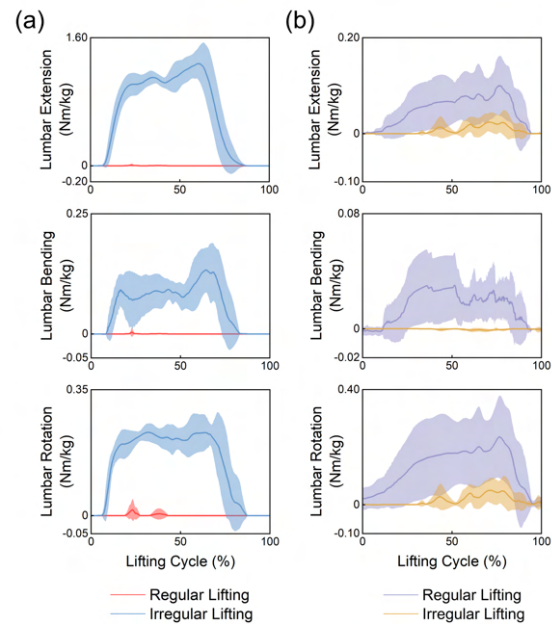 (a)
(b)
1.60
Lumbar Extension
(Nm/kg)
0
-0.20
0
50
100
0.20
Lumbar Extension
(Nm/kg)
0
-0.10
0
50
100
0.25
Lumbar Bending
(Nm/kg)
0
-0.05
0
50
100
0.08
Lumbar Bending
(Nm/kg)
0
-0.02
0
50
100
0.35
Lumbar Rotation
(Nm/kg)
0
-0.05
0
50
100
Lifting Cycle (%)
0.40
Lumbar Rotation
(Nm/kg)
0
-0.10
0
50
100
Lifting Cycle (%)
Regular Lifting
Irregular Lifting
Regular Lifting
Irregular Lifting